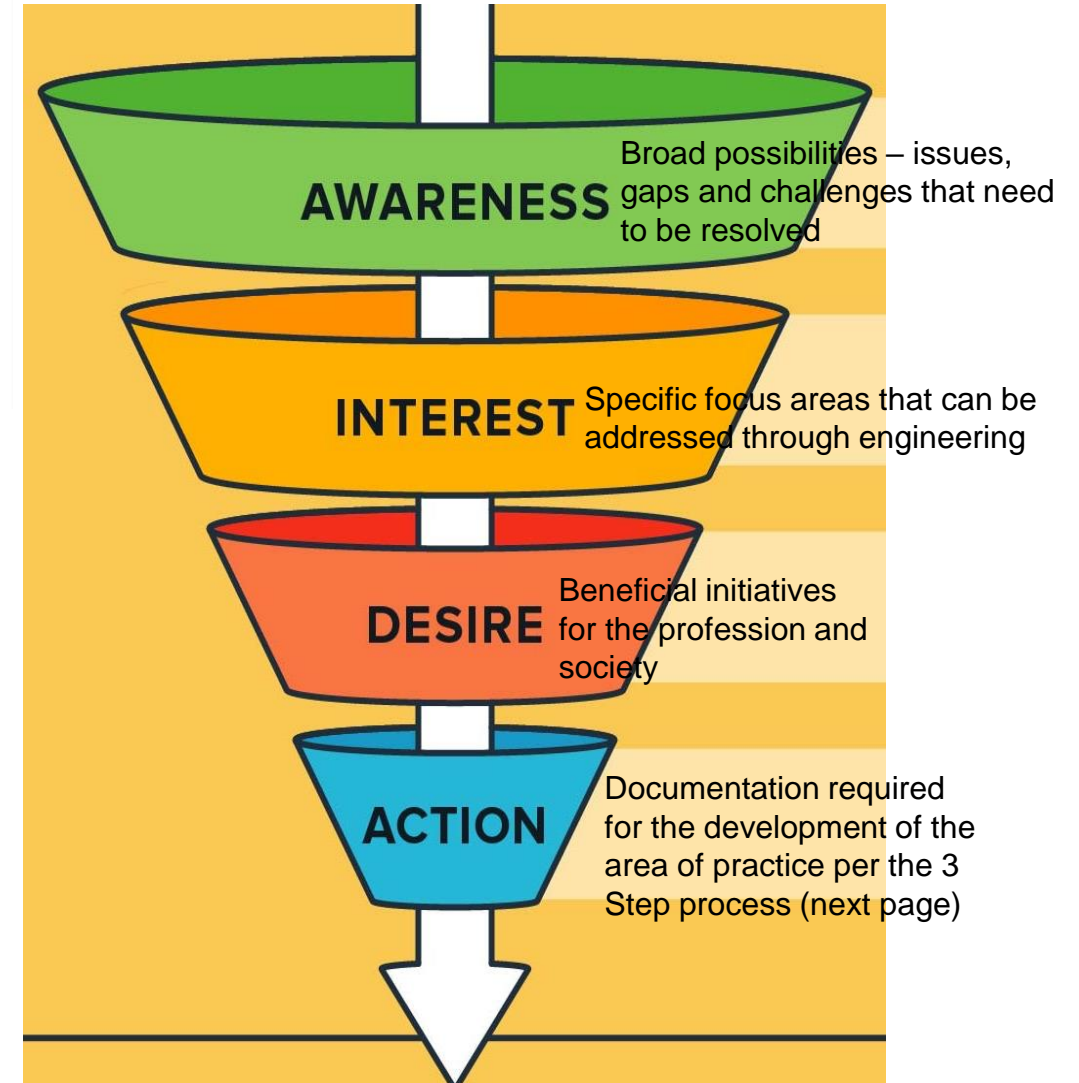 AWARENESS
Broad possibilities – issues,
gaps and challenges that need
to be resolved
INTEREST
Specific focus areas that can be
addressed through engineering
DESIRE
Beneficial initiatives
for the profession and
society
ACTION
Documentation required
for the development of the
area of practice per the 3
Step process (next page)